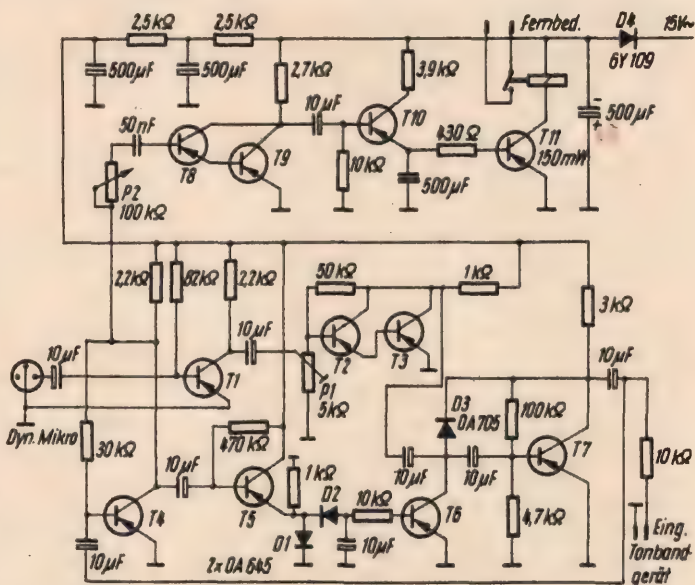 2,5kΩ
2,5kΩ
Fernbed.
D4
15V~
6Y 109
500μF
500μF
2,7kΩ
3,9kΩ
500μF
50nF
10μF
T10
T11
150mW
430Ω
T8
T9
10kΩ
500μF
P2
100kΩ
2,2kΩ
82kΩ
2,2kΩ
50kΩ
1kΩ
3kΩ
10μF
10μF
T1
T2
T3
10μF
P1
5kΩ
D3
OA705
100kΩ
T7
Dyn. Mikro
30kΩ
470kΩ
10μF
10μF
10kΩ
10μF
1kΩ
D2
10kΩ
4,7kΩ
T4
T5
T6
Eing.
D1
10μF
Tonband-
10μF
2x OA 645
gerät